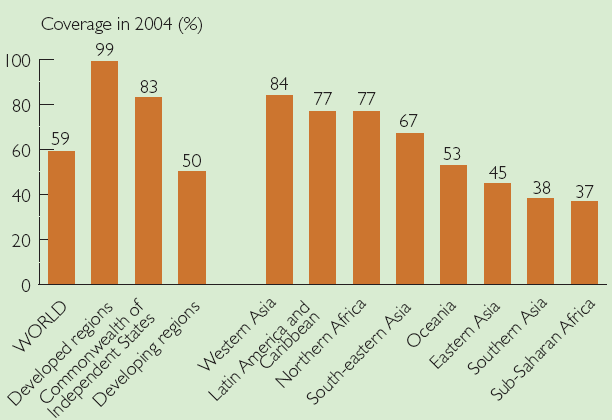 Coverage in 2004 (%)
100
80
60
40
20
0
59
99
83
50
84
77
77
67
53
45
38
37
WORLD
Developed regions
Commonwealth of
Independent States
Developing regions
Western Asia
Latin America and
Caribbean
Northern Africa
South-eastern Asia
Oceania
Eastern Asia
Southern Asia
Sub-Saharan Africa